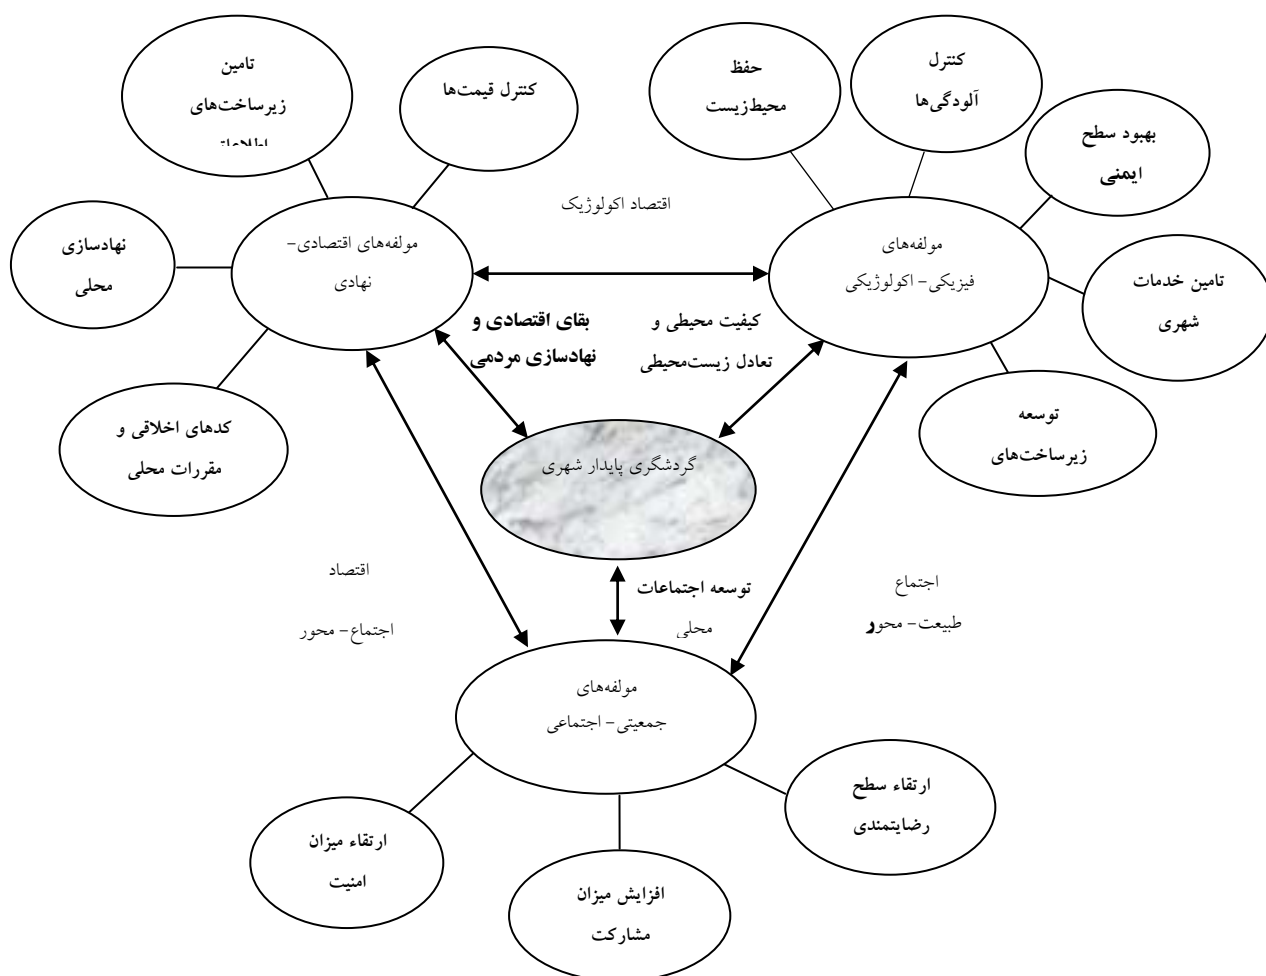 کنترل
آلودگی‌ها
حفظ
محیط‌زیست
تامین
زیرساخت‌های
کنترل قیمت‌ها
بهبود سطح
ایمنی
اقتصاد اکولوژیک
نهادسازی
محلی
مولفه‌های اقتصادی-
نهادی
مولفه‌های
فیزیکی- اکولوژیکی
تامین خدمات
شهری
بقای اقتصادی و
نهادسازی مردمی
کیفیت محیطی و
تعادل زیست‌محیطی
کدهای اخلاقی و
مقررات محلی
توسعه
زیرساخت‌های
گردشگری پایدار شهری
اقتصاد
اجتماع- محور
توسعه اجتماعات
محلی
اجتماع
طبیعت- محور
مولفه‌های
جمعیتی- اجتماعی
ارتقاء سطح
رضایتمندی
ارتقاء میزان
امنیت
افزایش میزان
مشارکت